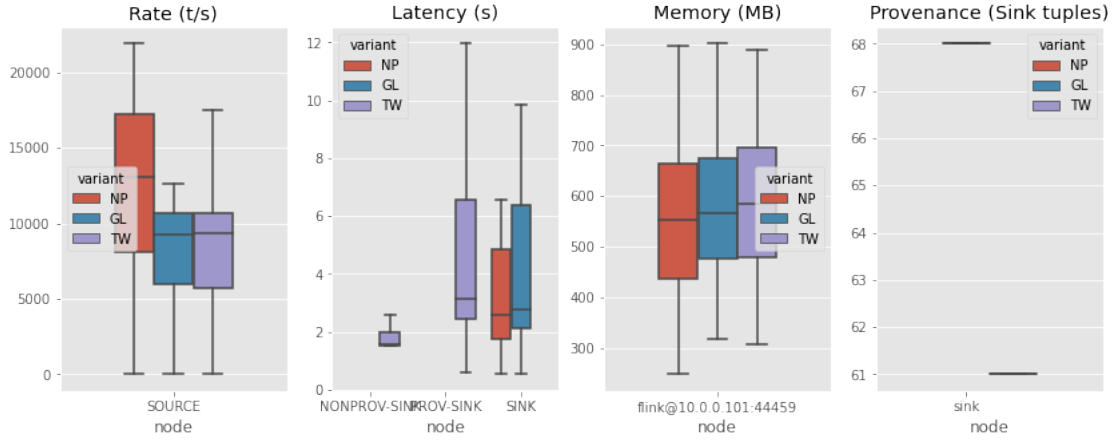 Rate (t/s)
20000
15000
10000
5000
0
variant
NP
GL
TW
SOURCE
node
Latency (s)
12
10
8
6
4
2
0
variant
NP
GL
TW
NONPROV-SINK
PROV-SINK
SINK
node
Memory (MB)
900
800
700
600
500
400
300
variant
NP
GL
TW
flink@10.0.0.101:44459
node
Provenance (Sink tuples)
68
67
66
65
64
63
62
61
variant
NP
GL
TW
sink
node